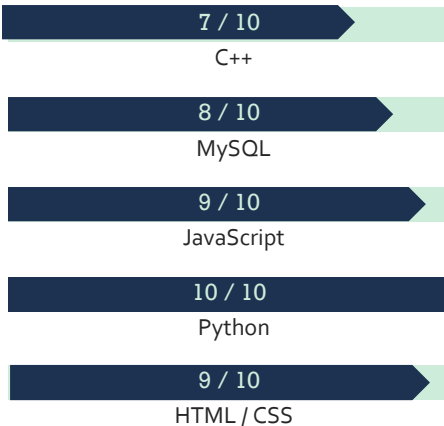 7 / 10
C++
8 / 10
MySQL
9 / 10
JavaScript
10 / 10
Python
9 / 10
HTML / CSS